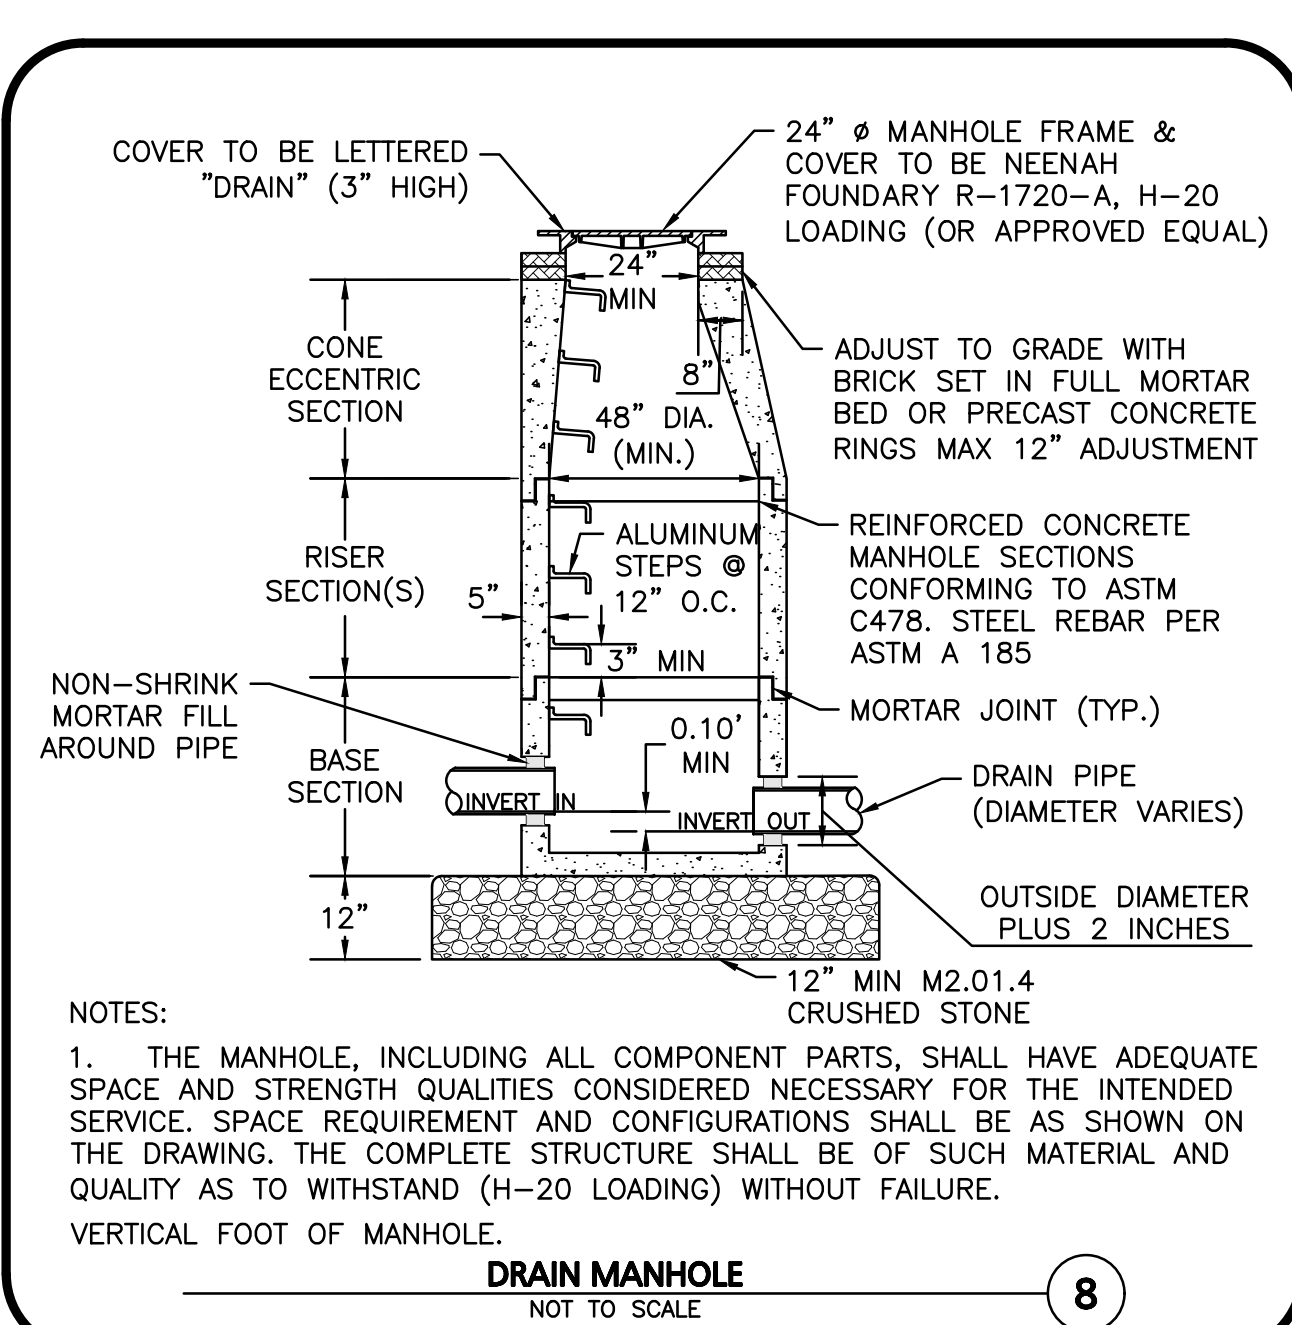 COVER TO BE LETTERED
"DRAIN" (3" HIGH)
24" ø MANHOLE FRAME &
COVER TO BE NEENAH
FOUNDARY R-1720-A, H-20
LOADING (OR APPROVED EQUAL)
24"
MIN
CONE
ECCENTRIC
SECTION
8"
ADJUST TO GRADE WITH
BRICK SET IN FULL MORTAR
BED OR PRECAST CONCRETE
RINGS MAX 12" ADJUSTMENT
48" DIA.
(MIN.)
RISER
SECTION(S)
5"
ALUMINUM
STEPS @
12" O.C.
REINFORCED CONCRETE
MANHOLE SECTIONS
CONFORMING TO ASTM
C478. STEEL REBAR PER
ASTM A 185
3" MIN
NON-SHRINK
MORTAR FILL
AROUND PIPE
MORTAR JOINT (TYP.)
0.10'
MIN
BASE
SECTION
INVERT IN
INVERT OUT
DRAIN PIPE
(DIAMETER VARIES)
12"
OUTSIDE DIAMETER
PLUS 2 INCHES
12" MIN M2.01.4
CRUSHED STONE
NOTES:
1. THE MANHOLE, INCLUDING ALL COMPONENT PARTS, SHALL HAVE ADEQUATE
SPACE AND STRENGTH QUALITIES CONSIDERED NECESSARY FOR THE INTENDED
SERVICE. SPACE REQUIREMENT AND CONFIGURATIONS SHALL BE AS SHOWN ON
THE DRAWING. THE COMPLETE STRUCTURE SHALL BE OF SUCH MATERIAL AND
QUALITY AS TO WITHSTAND (H-20 LOADING) WITHOUT FAILURE.
VERTICAL FOOT OF MANHOLE.
DRAIN MANHOLE
NOT TO SCALE
8